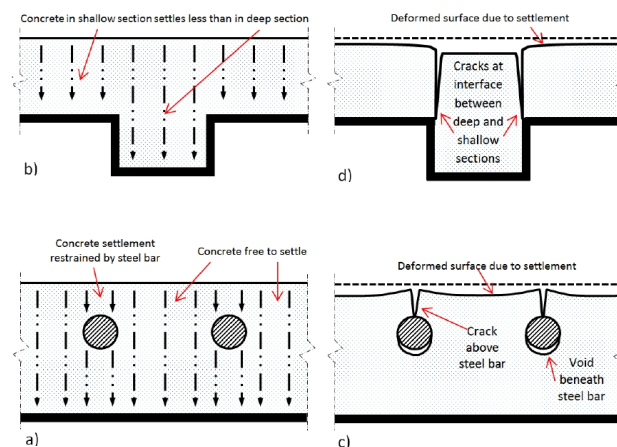 Concrete in shallow section settles less than in deep section
b)
Deformed surface due to settlement
Cracks at
interface
between
deep and
shallow
sections
d)
Concrete settlement
restrained by steel bar
Concrete free to settle
a)
Deformed surface due to settlement
Crack
above
steel bar
Void
beneath
steel bar
c)